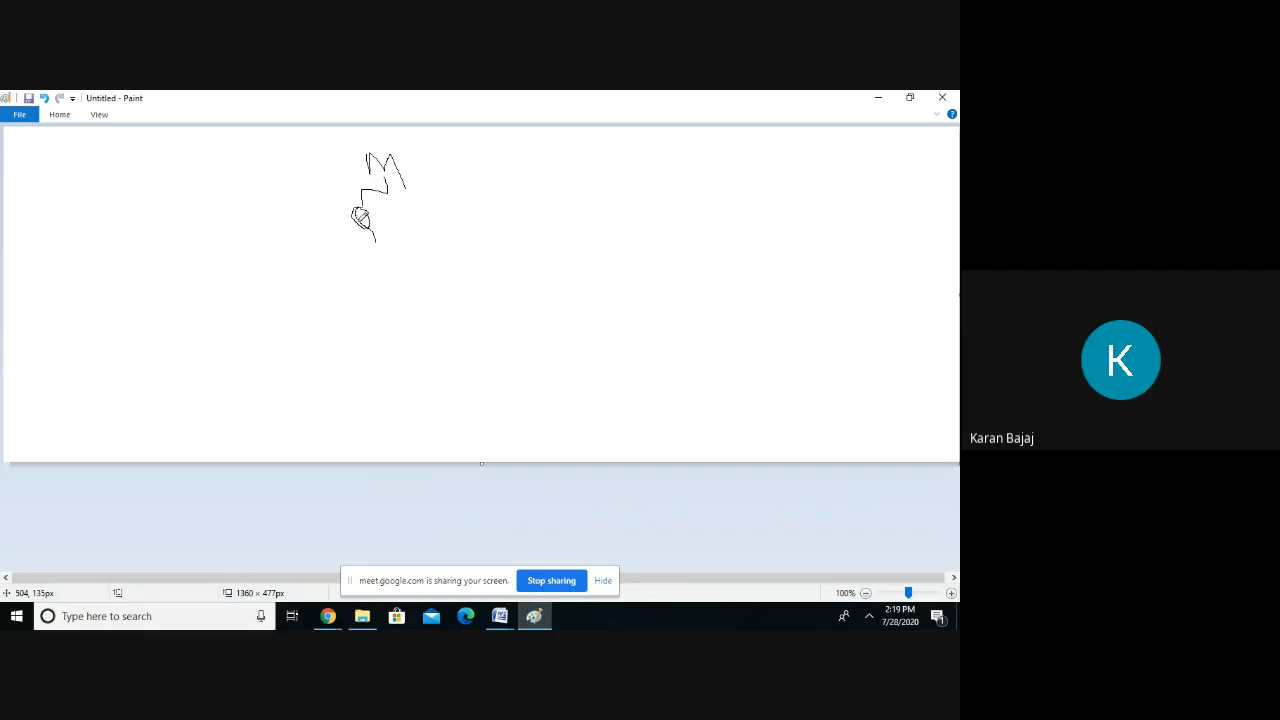 Untitled - Paint
File Home View
M
K
Karan Bajaj
meet.google.com is sharing your screen. Stop sharing Hide
504, 135px 1360 × 477px 100%
Type here to search
2:19 PM
7/28/2020
1